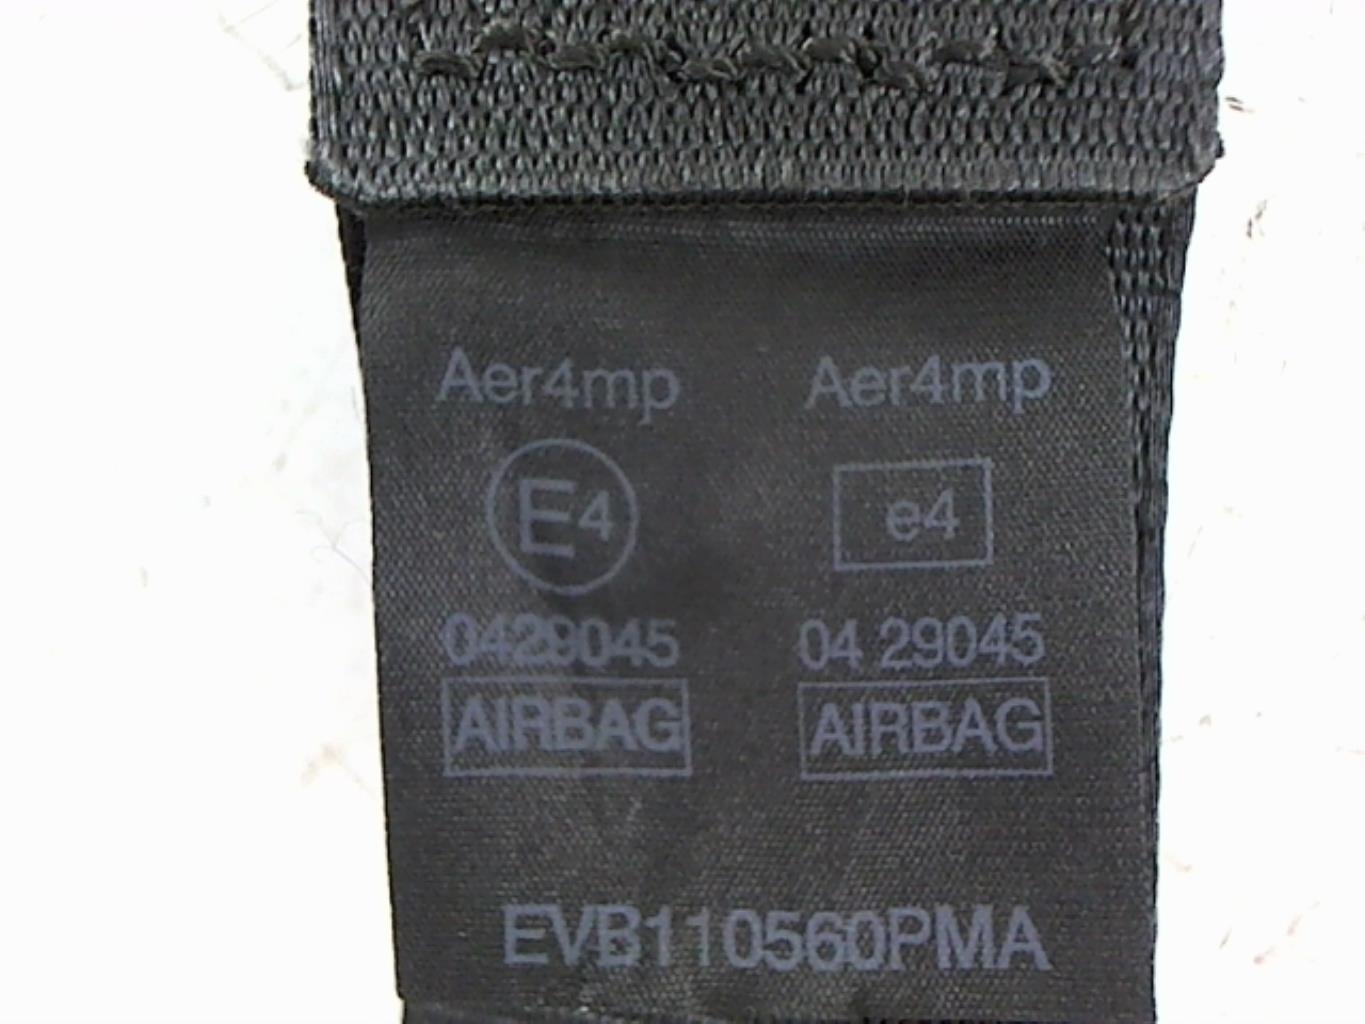 Aer4mp Aer4mp
E4 e4
0429045 04 29045
AIRBAG AIRBAG
EVB110560PMA